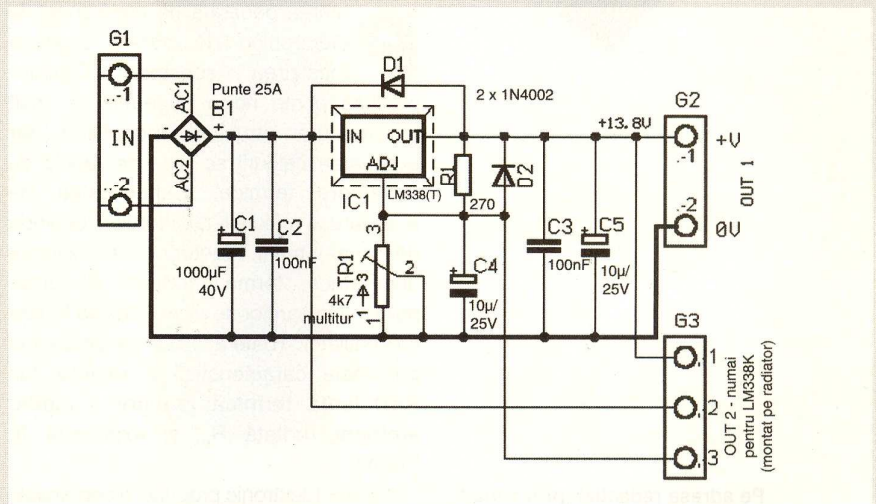 G1
..-1
IN
..-2
AC1
AC2
Punte 25A
B1
-
+
D1
2 x 1N4002
IN
OUT
ADJ
IC1
LM338(T)
R1
270
D2
+13.8V
G2
+V
.-1
.-2
0V
OUT 1
C1
+
1000µF
40V
C2
100nF
3
TR1
2
4k7
3
1
multitur
1
C4
+
10µ/
25V
C3
100nF
C5
+
10µ/
25V
G3
.1
.2
.3
OUT 2 - numai
pentru LM338K
(montat pe radiator)